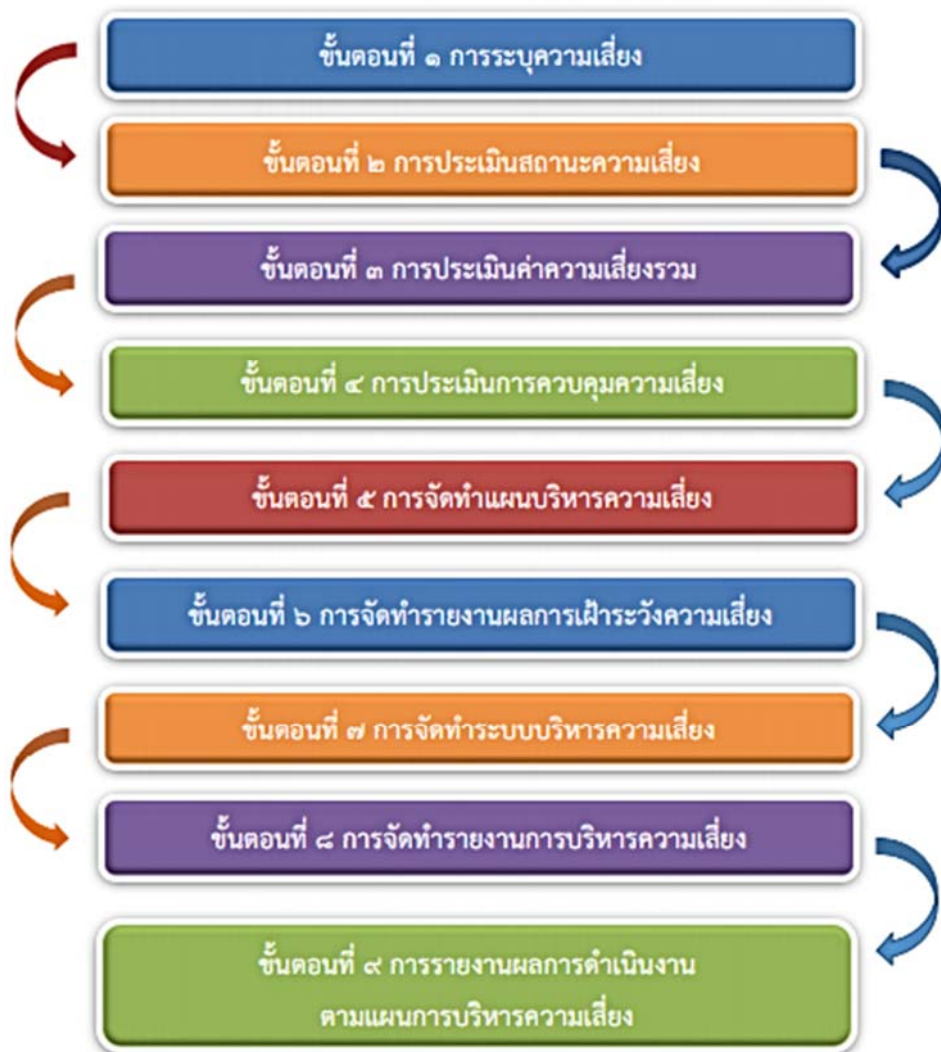 ขั้นตอนที่ ๑ การระบุความเสี่ยง
ขั้นตอนที่ ๒ การประเมินสถานะความเสี่ยง
ขั้นตอนที่ ๓ การประเมินค่าความเสี่ยงรวม
ขั้นตอนที่ ๔ การประเมินการควบคุมความเสี่ยง
ขั้นตอนที่ ๕ การจัดทำแผนบริหารความเสี่ยง
ขั้นตอนที่ ๖ การจัดทำรายงานผลการเฝ้าระวังความเสี่ยง
ขั้นตอนที่ ๗ การจัดทำระบบบริหารความเสี่ยง
ขั้นตอนที่ ๘ การจัดทำรายงานการบริหารความเสี่ยง
ขั้นตอนที่ ๙ การรายงานผลการดำเนินงาน
ตามแผนการบริหารความเสี่ยง